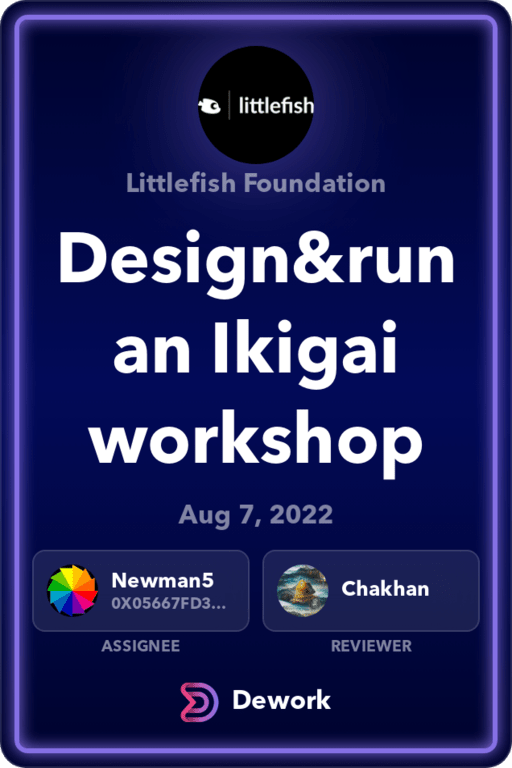 littlefish
Littlefish Foundation
Design&run
an Ikigai
workshop
Aug 7, 2022
Newman5
0X05667FD3...
Chakhan
ASSIGNEE
REVIEWER
Dework